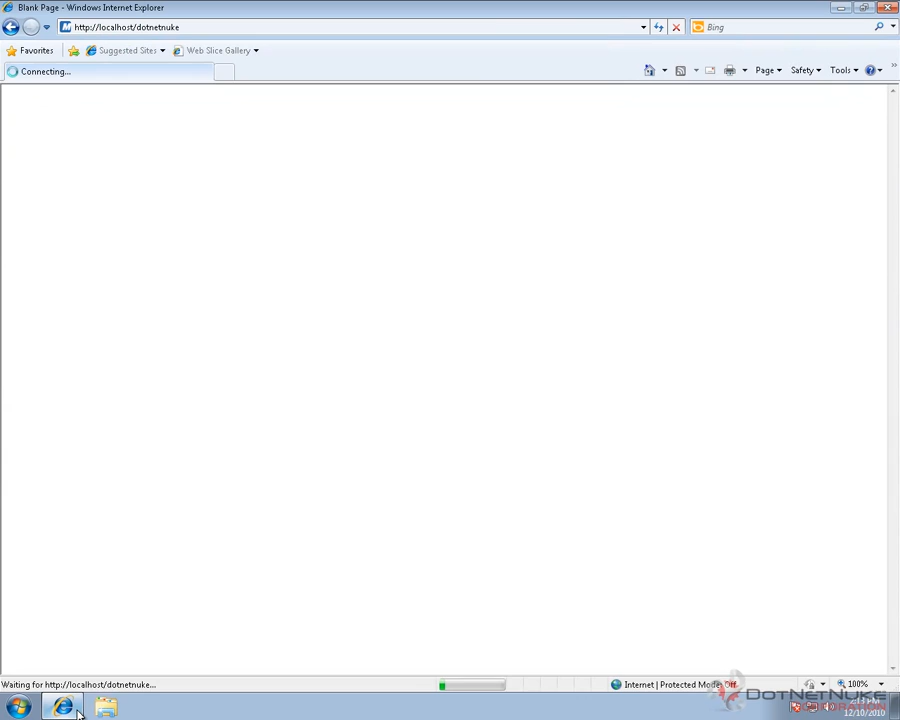 Blank Page - Windows Internet Explorer
http://localhost/dotnetnuke
Bing
Favorites
Suggested Sites
Web Slice Gallery
Connecting...
Page
Safety
Tools
Waiting for http://localhost/dotnetnuke...
Internet | Protected Mode: Off
100%
DOTNETNUKE
CORPORATION
12/10/2010